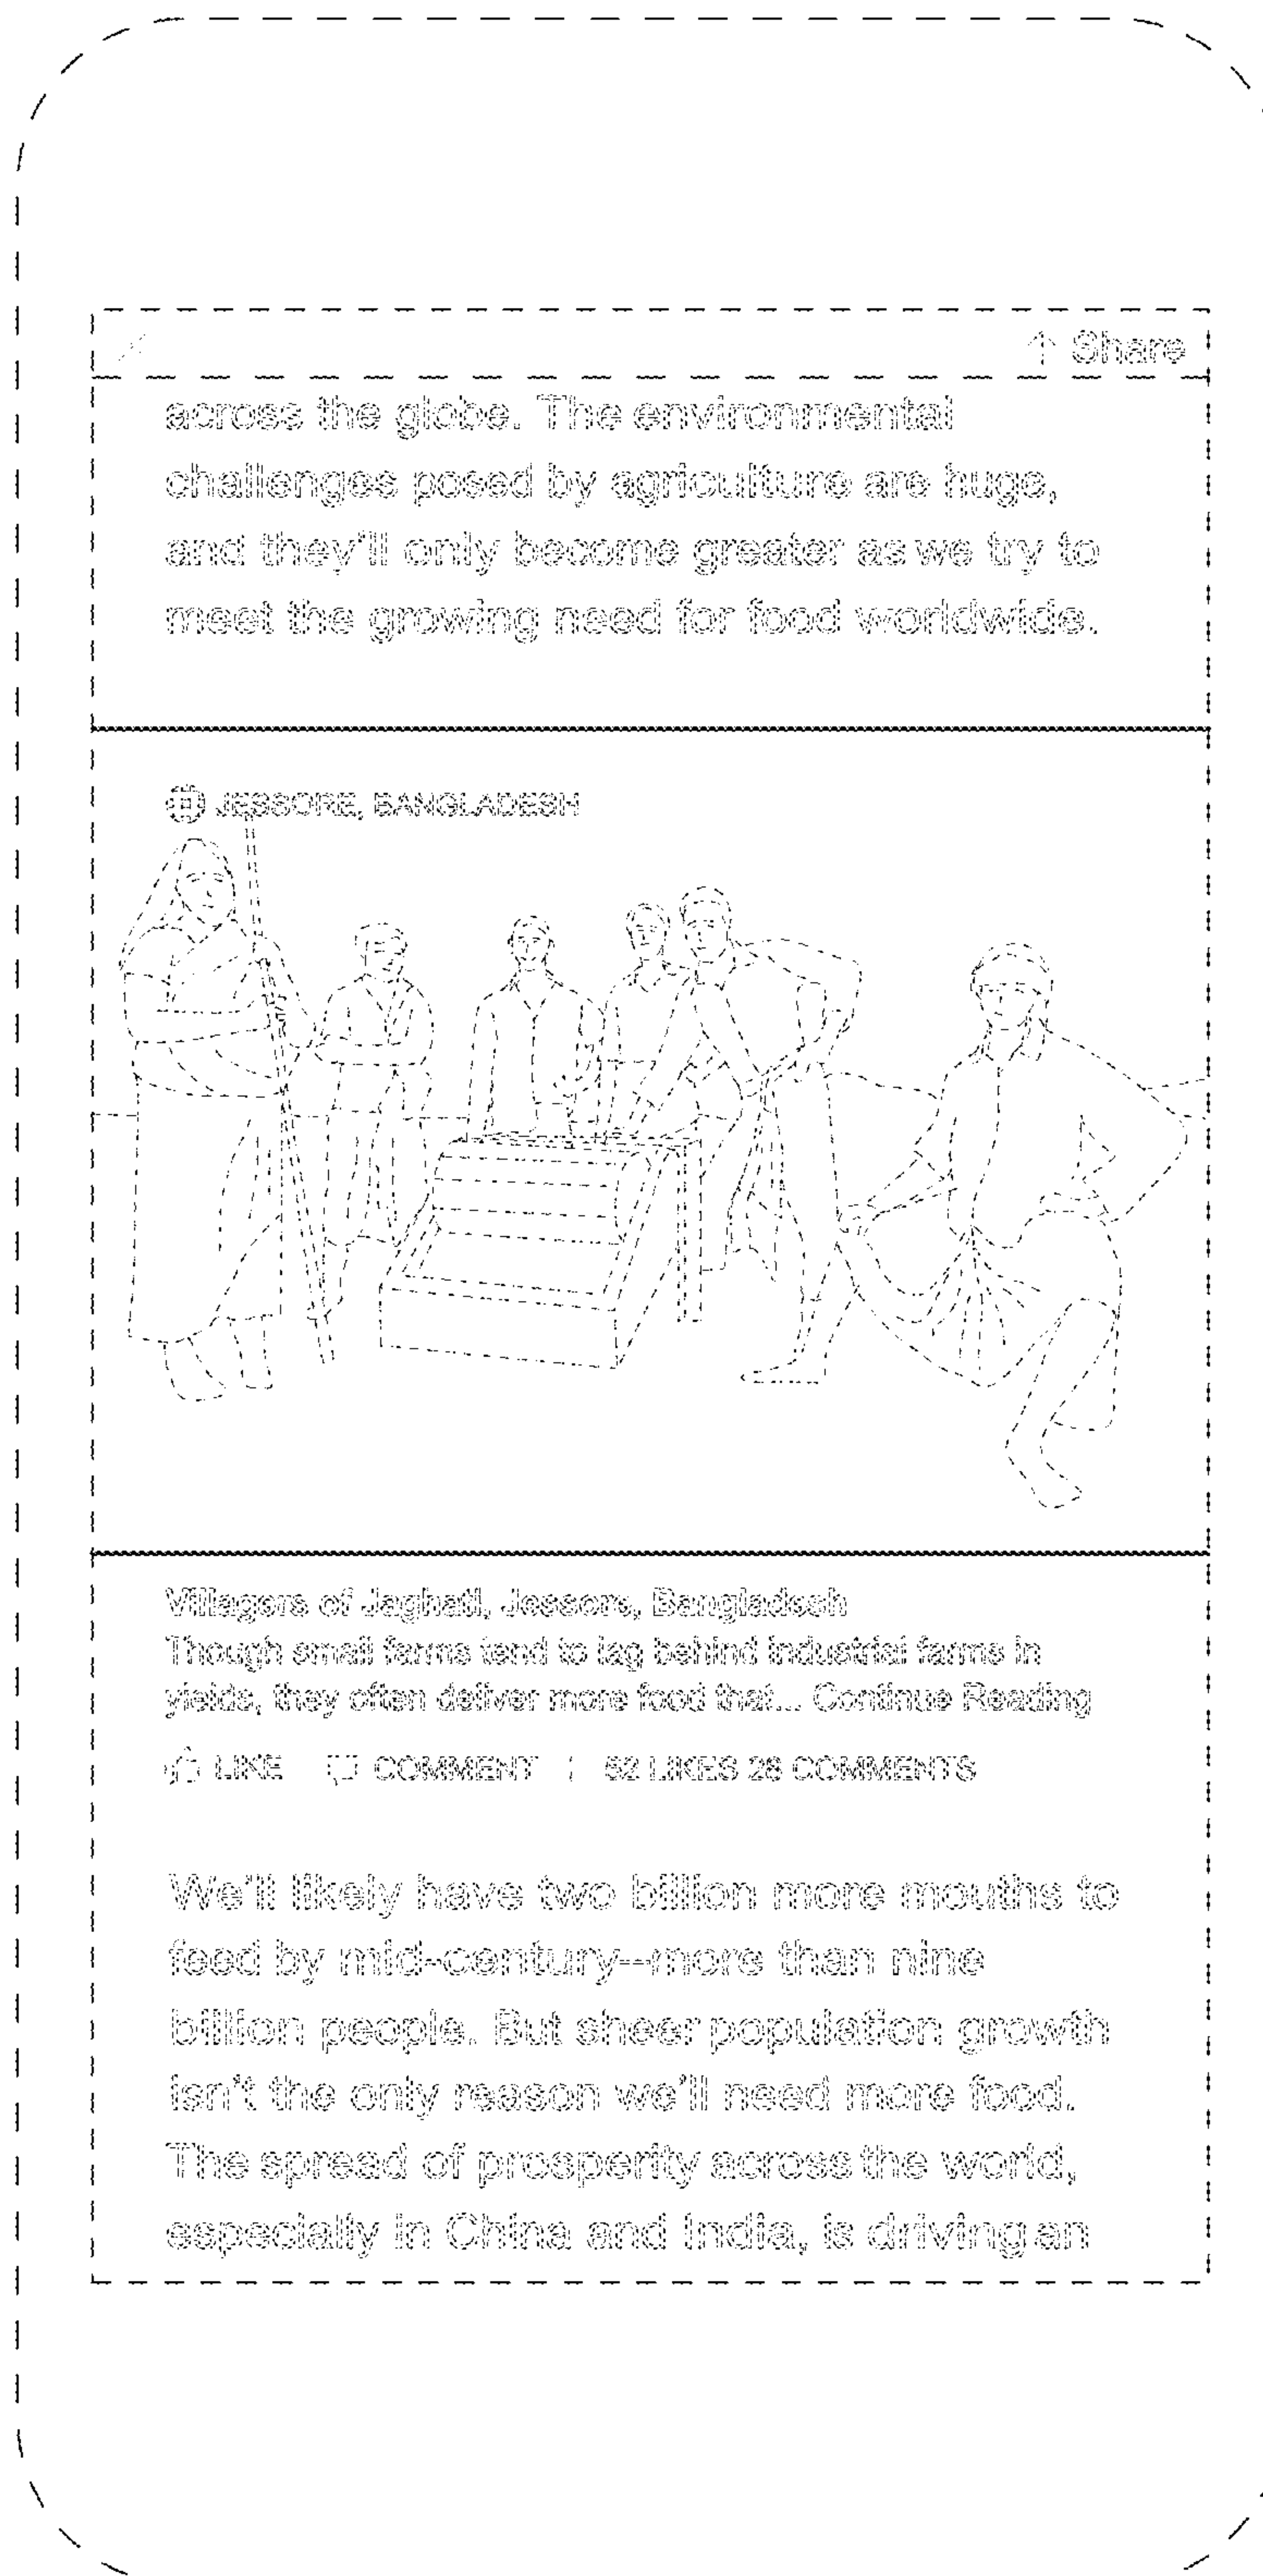 Share
across the globe. The environmental
challenges posed by agriculture are huge,
and they'll only become greater as we try to
meet the growing need for food worldwide.
JESSORE, BANGLADESH
Villagers of Jaghati, Jessore, Bangladesh
Though small farms tend to lag behind industrial farms in
yields, they often deliver more food that... Continue Reading
LIKE COMMENT | 52 LIKES 28 COMMENTS
We'll likely have two billion more mouths to
feed by mid-century--more than nine
billion people. But sheer population growth
isn't the only reason we'll need more food.
The spread of prosperity across the world,
especially in China and India, is driving an